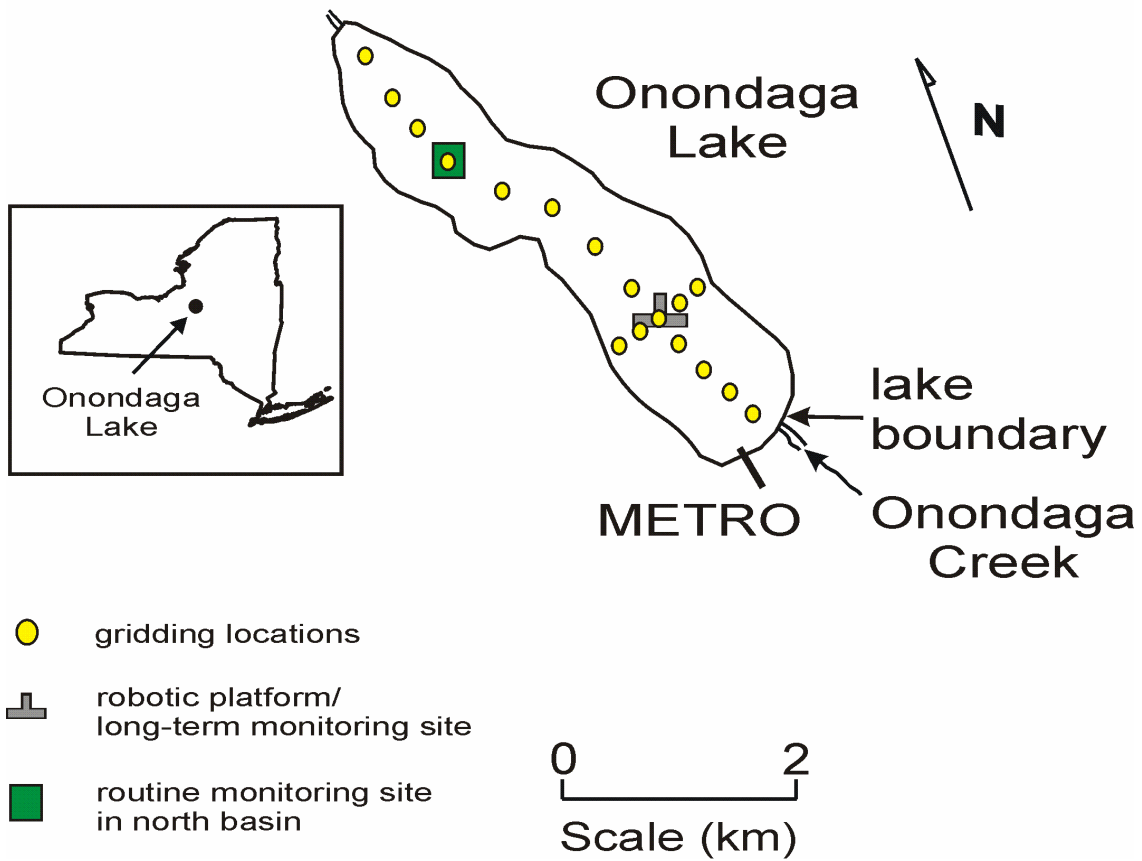 Onondaga
Lake
N
Onondaga
Lake
lake
boundary
METRO
Onondaga
Creek
gridding locations
robotic platform/
long-term monitoring site
routine monitoring site
in north basin
0 2
Scale (km)